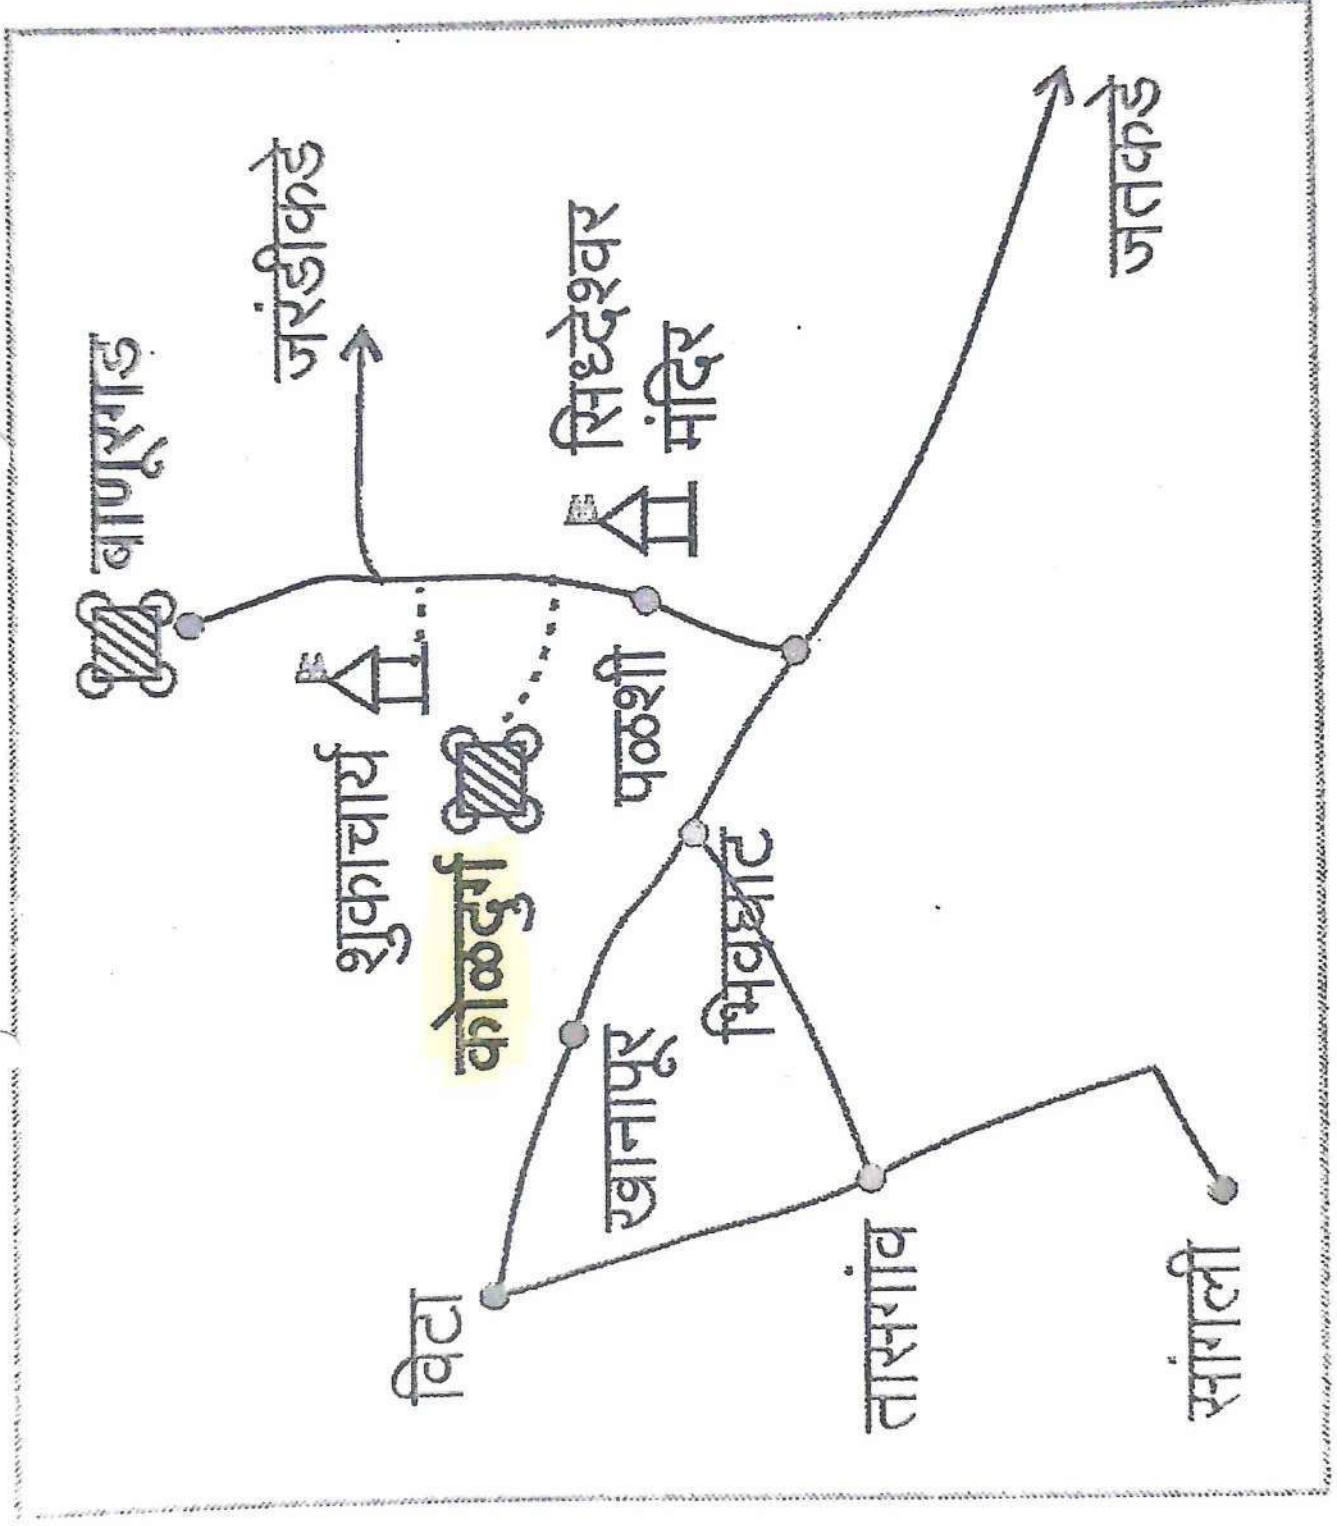 बाणूरगड
जरंडीकडे
शुकाचार्य
कोळदुर्ग
सिध्देश्वर
मंदिर
पळशी
विटा
खानापूर
भिवघाट
जतकडे
तासगांव
सांगली